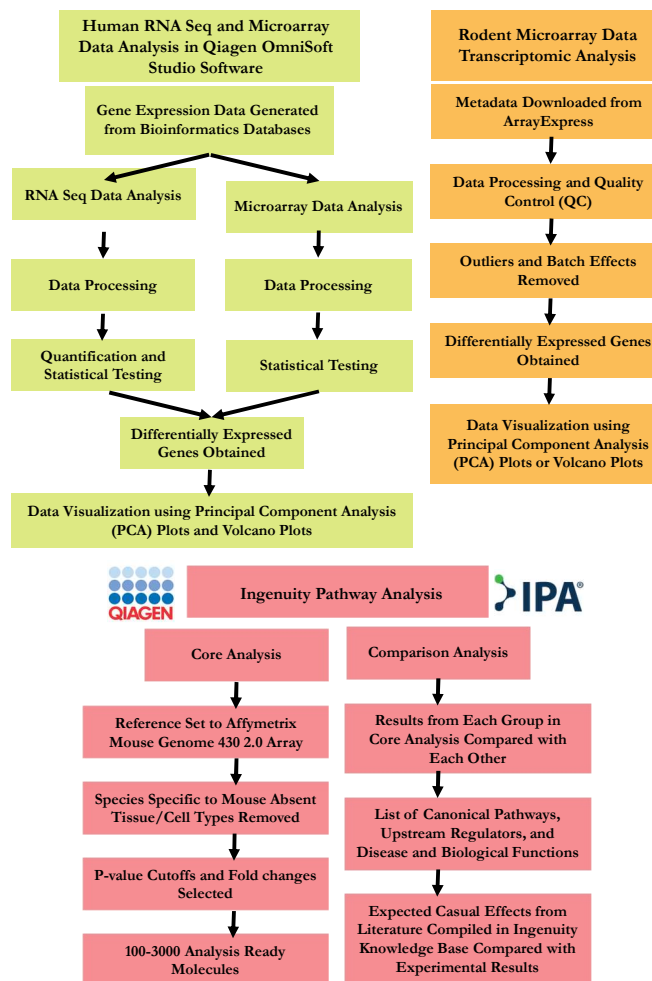 Human RNA Seq and Microarray
Data Analysis in Qiagen OmniSoft
Studio Software
Gene Expression Data Generated
from Bioinformatics Databases
RNA Seq Data Analysis
Microarray Data Analysis
Data Processing
Data Processing
Quantification and
Statistical Testing
Statistical Testing
Differentially Expressed
Genes Obtained
Data Visualization using Principal Component Analysis
(PCA) Plots and Volcano Plots
Rodent Microarray Data
Transcriptomic Analysis
Metadata Downloaded from
ArrayExpress
Data Processing and Quality
Control (QC)
Outliers and Batch Effects
Removed
Differentially Expressed Genes
Obtained
Data Visualization using
Principal Component Analysis
(PCA) Plots or Volcano Plots
QIAGEN
Ingenuity Pathway Analysis
IPA®
Core Analysis
Reference Set to Affymetrix
Mouse Genome 430 2.0 Array
Species Specific to Mouse Absent
Tissue/Cell Types Removed
P-value Cutoffs and Fold changes
Selected
100-3000 Analysis Ready
Molecules
Comparison Analysis
Results from Each Group in
Core Analysis Compared with
Each Other
List of Canonical Pathways,
Upstream Regulators, and
Disease and Biological Functions
Expected Casual Effects from
Literature Compiled in Ingenuity
Knowledge Base Compared with
Experimental Results